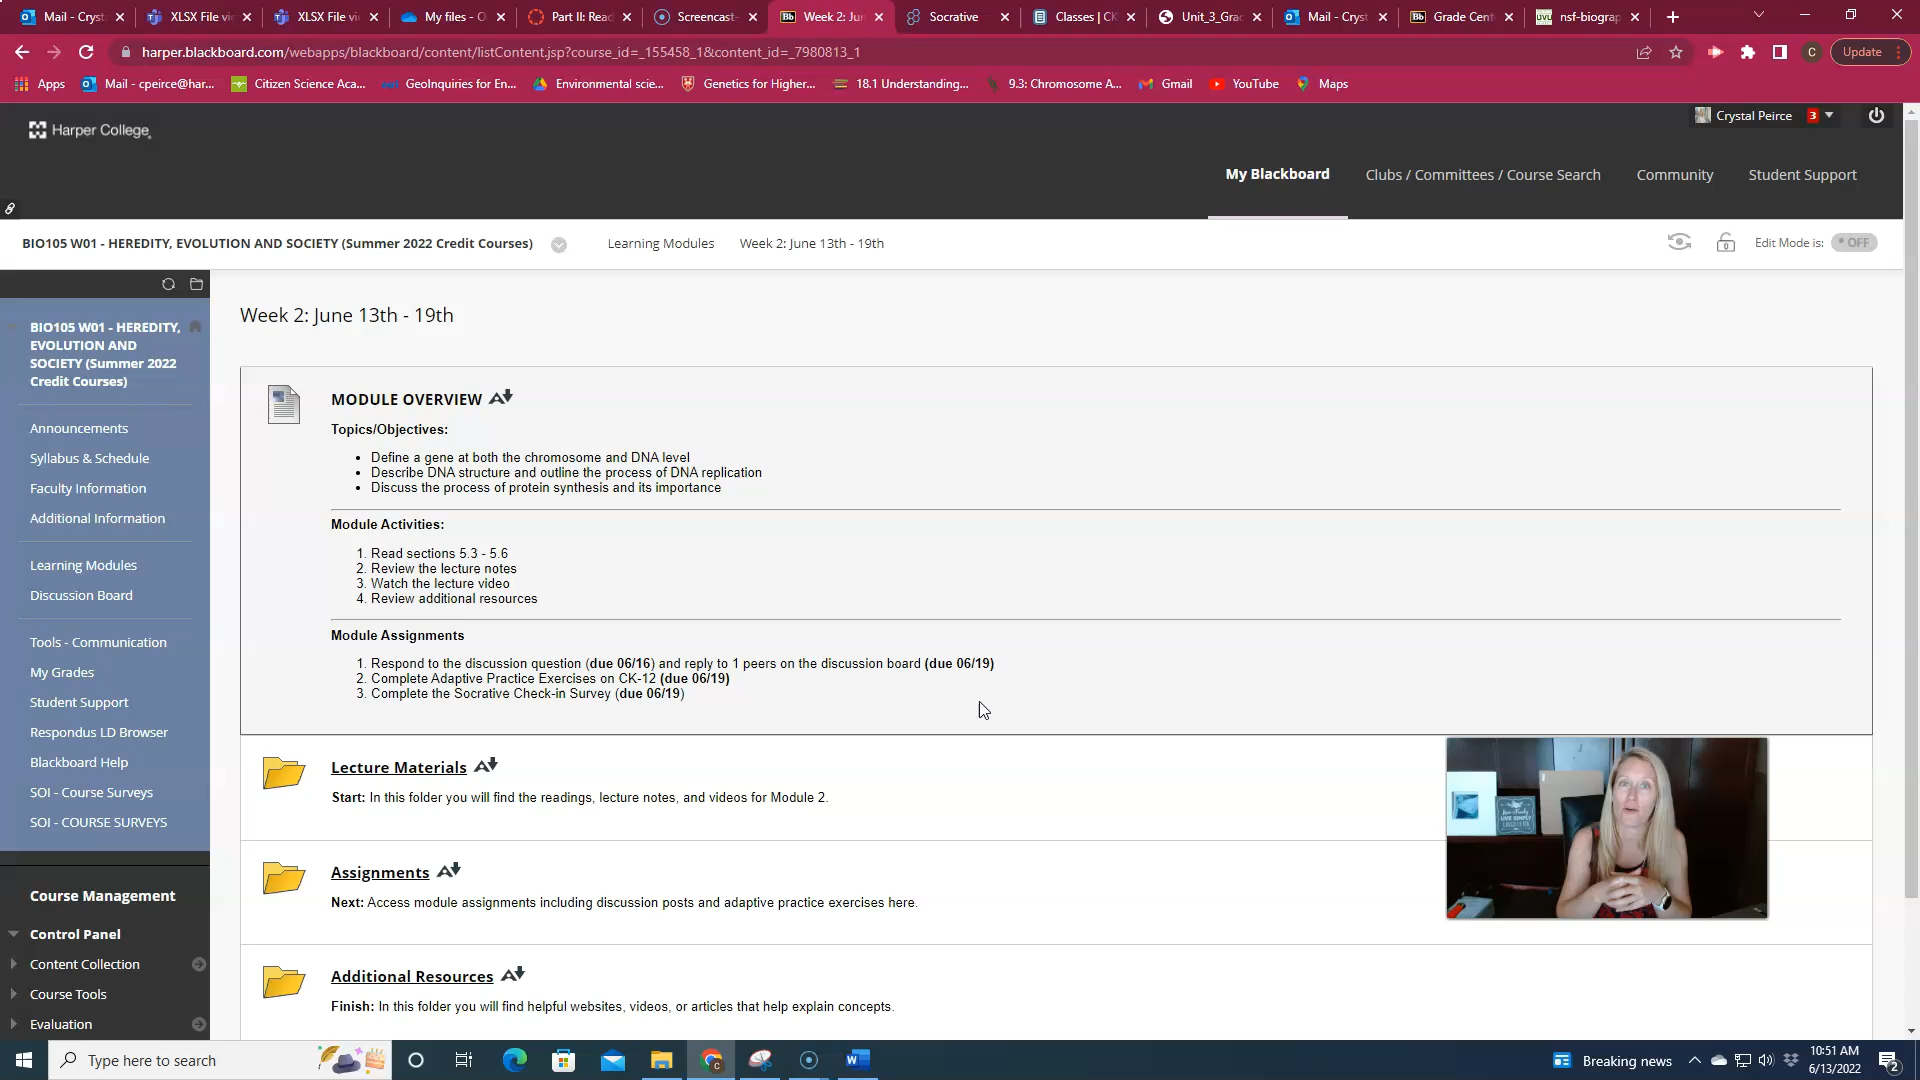 Mail - Cryst
XLSX File vi
XLSX File vi
My files - O
Part II: Rea
Screencast-
Week 2: Jun
Socrative
Classes | CK
Unit_3_Gra
Mail - Cryst
Grade Cent
nsf-biograp
harper.blackboard.com/webapps/blackboard/content/listContent.jsp?course_id=_155458_1&content_id=_7980813_1
C
Update
Apps
Mail - cpeirce@har...
Citizen Science Aca...
GeoInquiries for En...
Environmental scie...
Genetics for Higher...
18.1 Understanding...
9.3: Chromosome A...
Gmail
YouTube
Maps
Harper College
Crystal Peirce 3
My Blackboard
Clubs / Committees / Course Search
Community
Student Support
BIO105 W01 - HEREDITY, EVOLUTION AND SOCIETY (Summer 2022 Credit Courses)
Learning Modules
Week 2: June 13th - 19th
Edit Mode is: OFF
BIO105 W01 - HEREDITY,
EVOLUTION AND
SOCIETY (Summer 2022
Credit Courses)
Announcements
Syllabus & Schedule
Faculty Information
Additional Information
Learning Modules
Discussion Board
Tools - Communication
My Grades
Student Support
Respondus LD Browser
Blackboard Help
SOI - Course Surveys
SOI - COURSE SURVEYS
Course Management
Control Panel
Content Collection
Course Tools
Evaluation
Week 2: June 13th - 19th
MODULE OVERVIEW
Topics/Objectives:
• Define a gene at both the chromosome and DNA level
• Describe DNA structure and outline the process of DNA replication
• Discuss the process of protein synthesis and its importance
Module Activities:
1. Read sections 5.3 - 5.6
2. Review the lecture notes
3. Watch the lecture video
4. Review additional resources
Module Assignments
1. Respond to the discussion question (due 06/16) and reply to 1 peers on the discussion board (due 06/19)
2. Complete Adaptive Practice Exercises on CK-12 (due 06/19)
3. Complete the Socrative Check-in Survey (due 06/19)
Lecture Materials
Start: In this folder you will find the readings, lecture notes, and videos for Module 2.
Assignments
Next: Access module assignments including discussion posts and adaptive practice exercises here.
Additional Resources
Finish: In this folder you will find helpful websites, videos, or articles that help explain concepts.
Type here to search
Breaking news
10:51 AM
6/13/2022
2